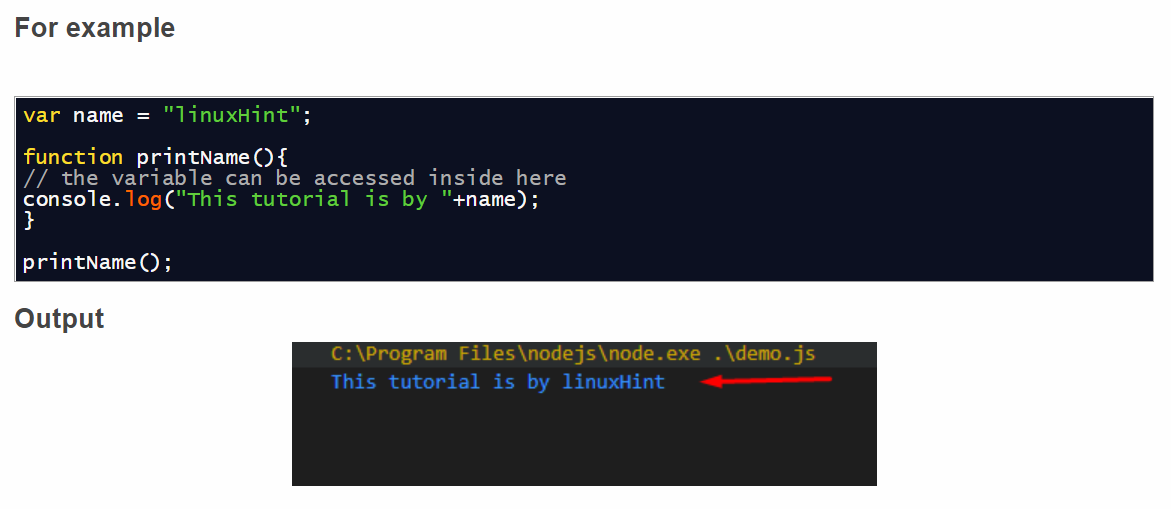 For example
var name = "linuxHint";
function printName(){
// the variable can be accessed inside here
console.log("This tutorial is by "+name);
}
printName();
Output
C:\Program Files\nodejs\node.exe .\demo.js
This tutorial is by linuxHint